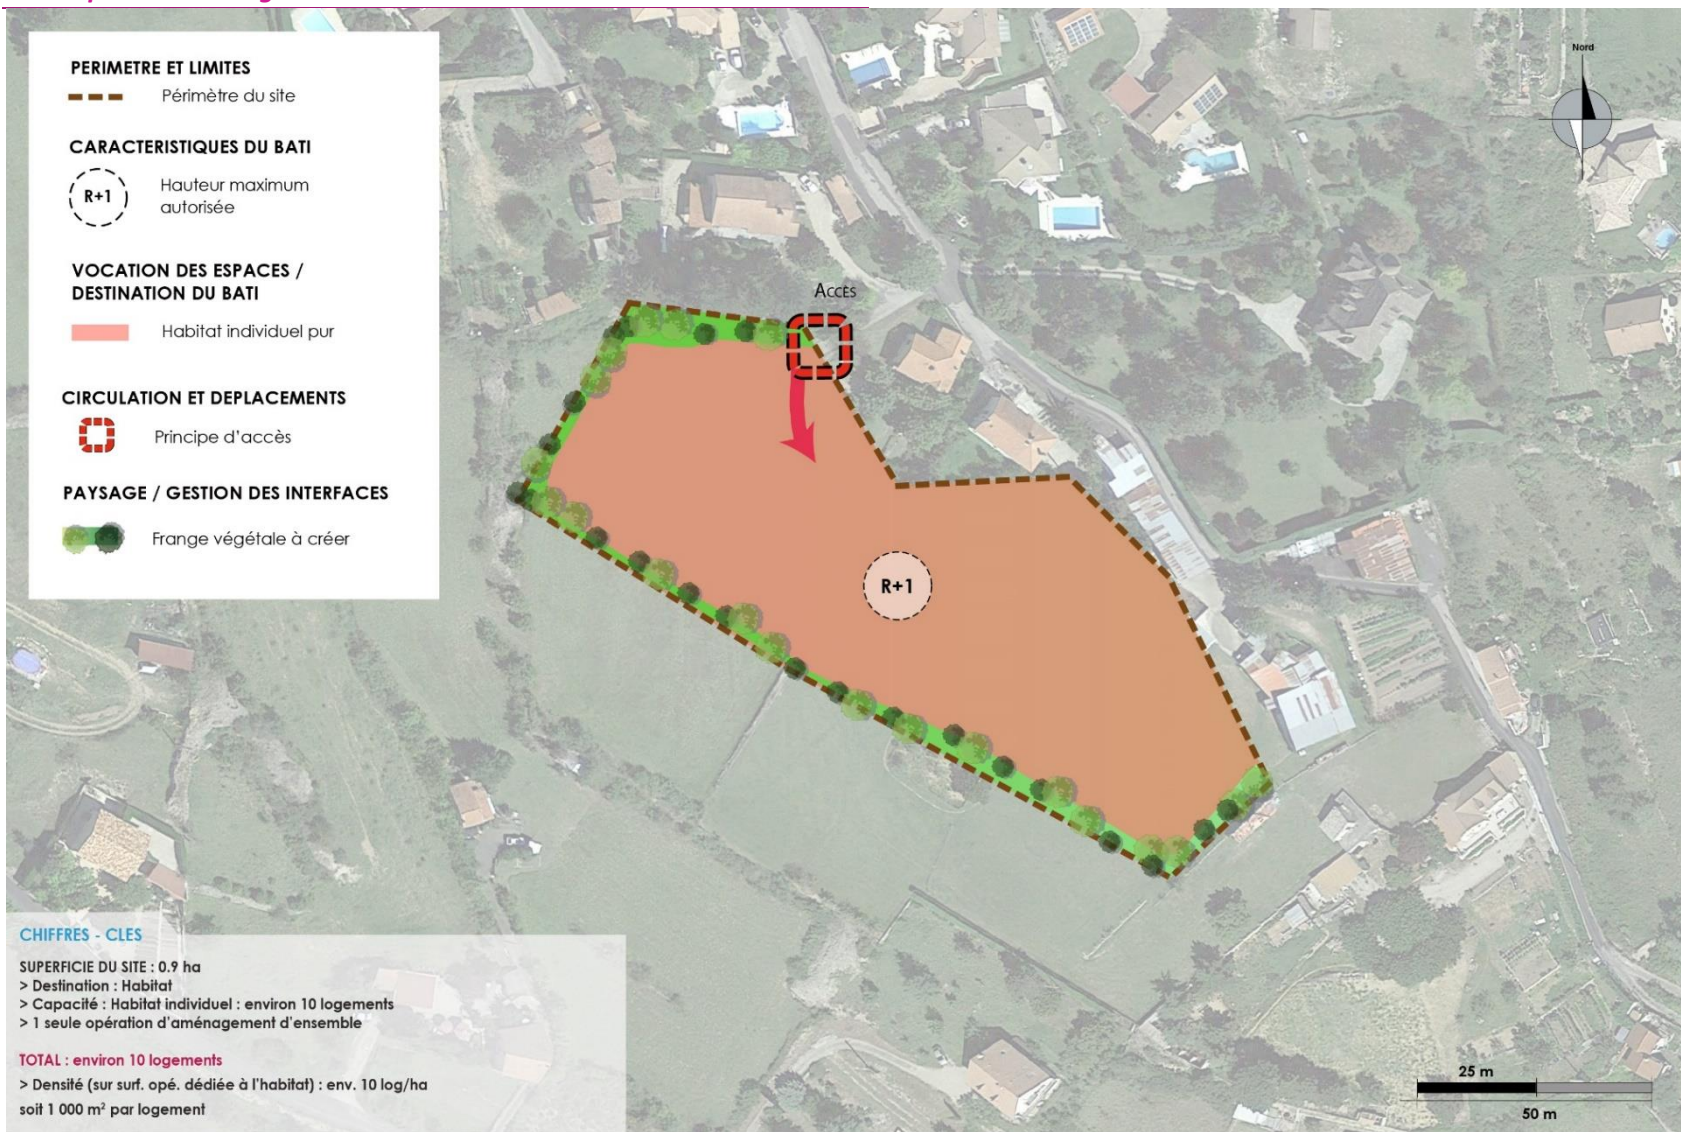 PERIMETRE ET LIMITES
Périmètre du site
CARACTERISTIQUES DU BATI
R+1
Hauteur maximum
autorisée
VOCATION DES ESPACES /
DESTINATION DU BATI
Habitat individuel pur
CIRCULATION ET DEPLACEMENTS
Principe d'accès
PAYSAGE / GESTION DES INTERFACES
Frange végétale à créer
Nord
ACCÈS
R+1
CHIFFRES - CLES
SUPERFICIE DU SITE : 0.9 ha
> Destination : Habitat
> Capacité : Habitat individuel : environ 10 logements
> 1 seule opération d'aménagement d'ensemble
TOTAL : environ 10 logements
> Densité (sur surf. opé. dédiée à l'habitat) : env. 10 log/ha
soit 1 000 m² par logement
25 m
50 m